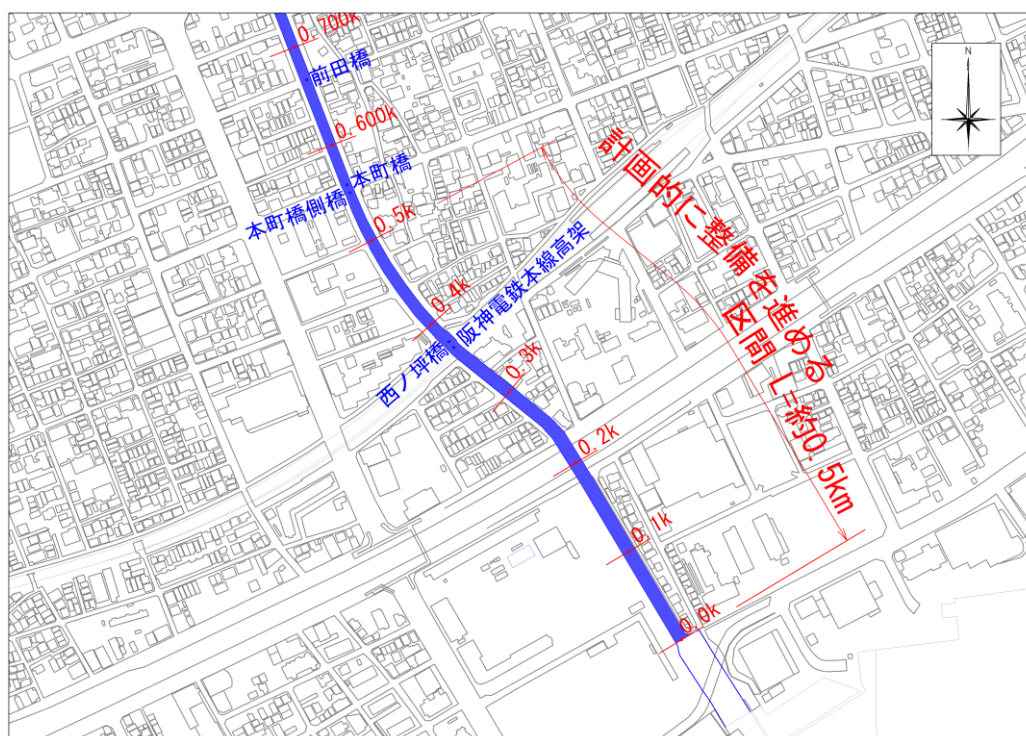 0.700k
前田橋
N
0.600k
本町橋側橋・本町橋
0.5k
計画的に整備を進める
区間 L=約0.5km
0.4k
西ノ坪橋・阪神電鉄本線高架
0.3k
0.2k
0.1k
0.0k